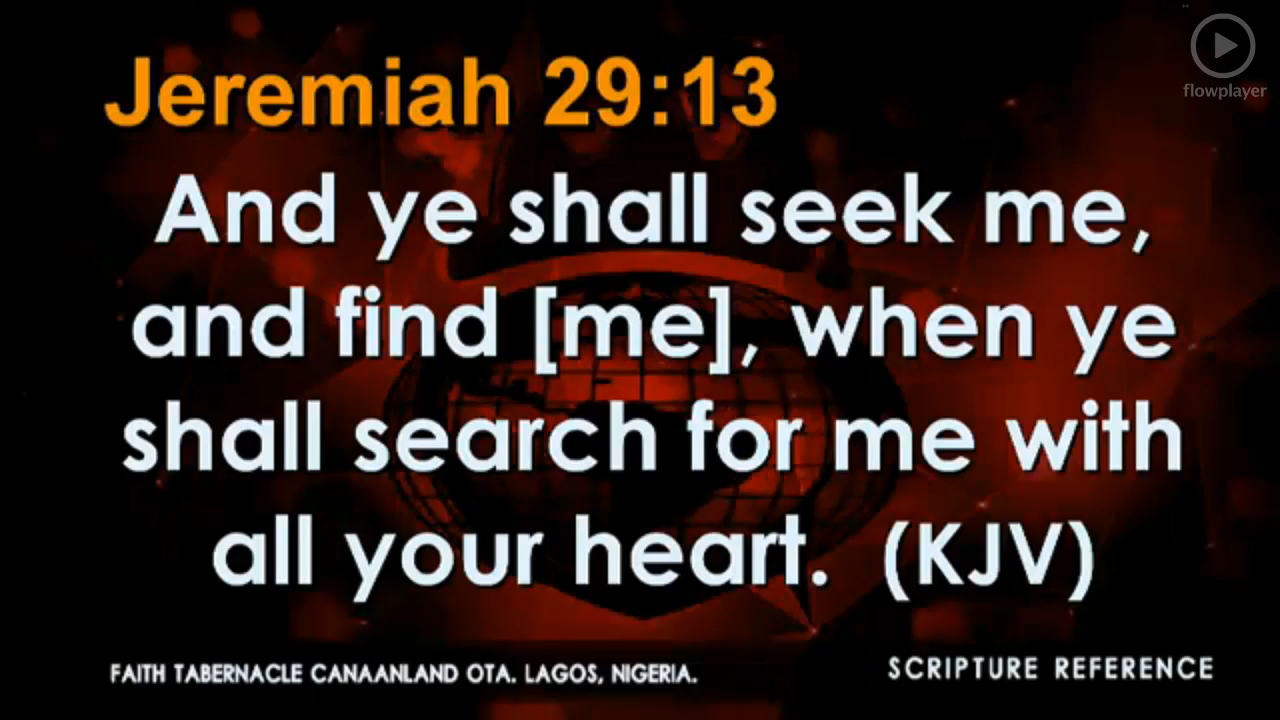 flowplayer
Jeremiah 29:13
And ye shall seek me,
and find [me], when ye
shall search for me with
all your heart. (KJV)
FAITH TABERNACLE CANAANLAND OTA. LAGOS, NIGERIA.
SCRIPTURE REFERENCE